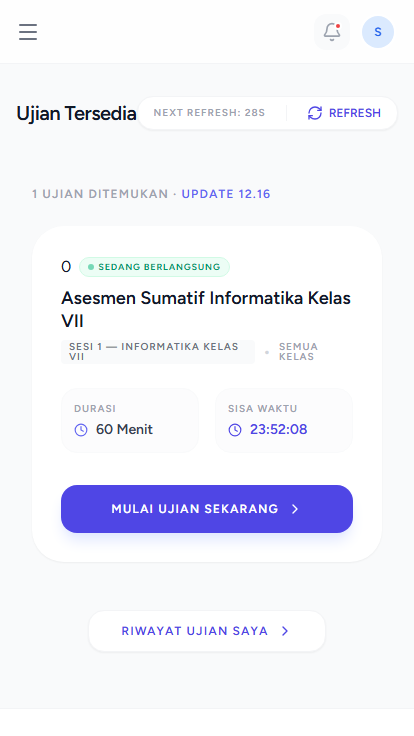 S
Ujian Tersedia
NEXT REFRESH: 28S
REFRESH
1 UJIAN DITEMUKAN · UPDATE 12.16
0
SEDANG BERLANGSUNG
Asesmen Sumatif Informatika Kelas
VII
SESI 1 — INFORMATIKA KELAS
VII
SEMUA
KELAS
DURASI
60 Menit
SISA WAKTU
23:52:08
MULAI UJIAN SEKARANG
RIWAYAT UJIAN SAYA